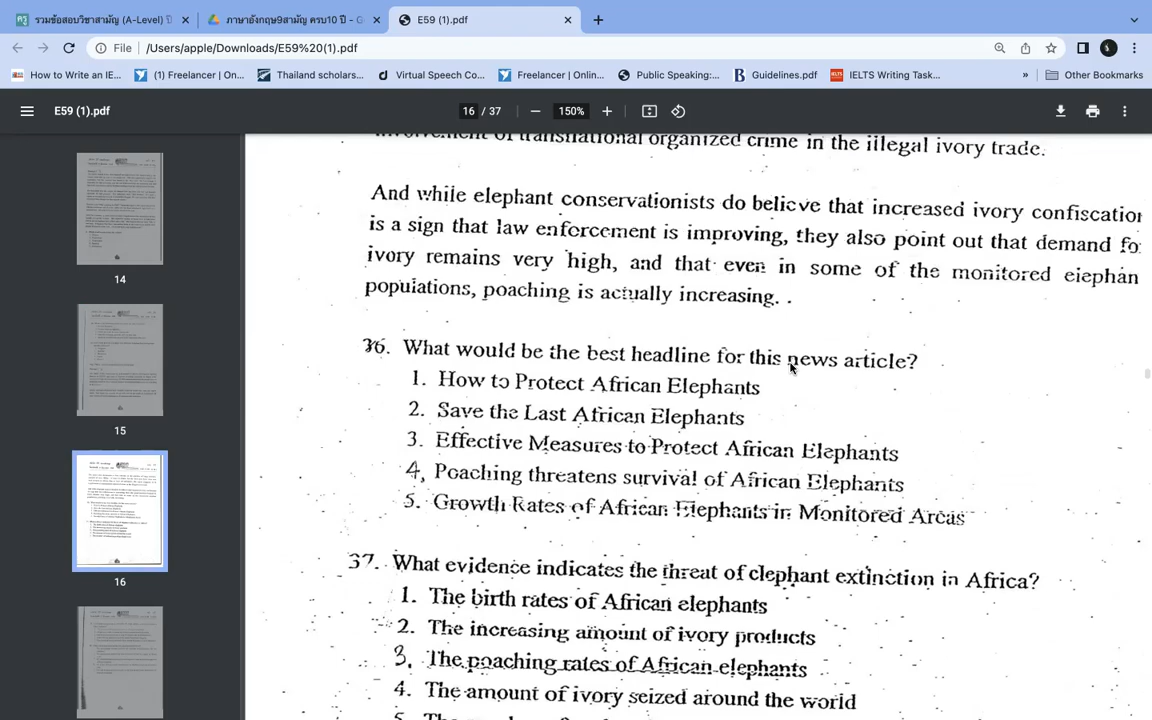 รวมข้อสอบวิชาสามัญ (A-Level) ปี
ภาษาอังกฤษ9สามัญ ครบ10 ปี - G
E59 (1).pdf
File /Users/apple/Downloads/E59%20(1).pdf
How to Write an IE...
(1) Freelancer | On...
Thailand scholars...
Virtual Speech Co...
Freelancer | Onlin...
Public Speaking:...
Guidelines.pdf
IELTS Writing Task...
»
Other Bookmarks
E59 (1).pdf
16 / 37
150%
14
15
16
involvement of transnational organized crime in the illegal ivory trade.
And while elephant conservationists do believe that increased ivory confiscation
is a sign that law enforcement is improving, they also point out that demand fo
ivory remains very high, and that even in some of the monitored elephan
populations, poaching is actually increasing.
36. What would be the best headline for this news article?
1. How to Protect African Elephants
2. Save the Last African Elephants
3. Effective Measures to Protect African Elephants
4. Poaching threatens survival of African Elephants
5. Growth Rates of African Elephants in Monitored Areas
37. What evidence indicates the threat of elephant extinction in Africa?
1. The birth rates of African elephants
2. The increasing amount of ivory products
3. The poaching rates of African elephants
4. The amount of ivory seized around the world